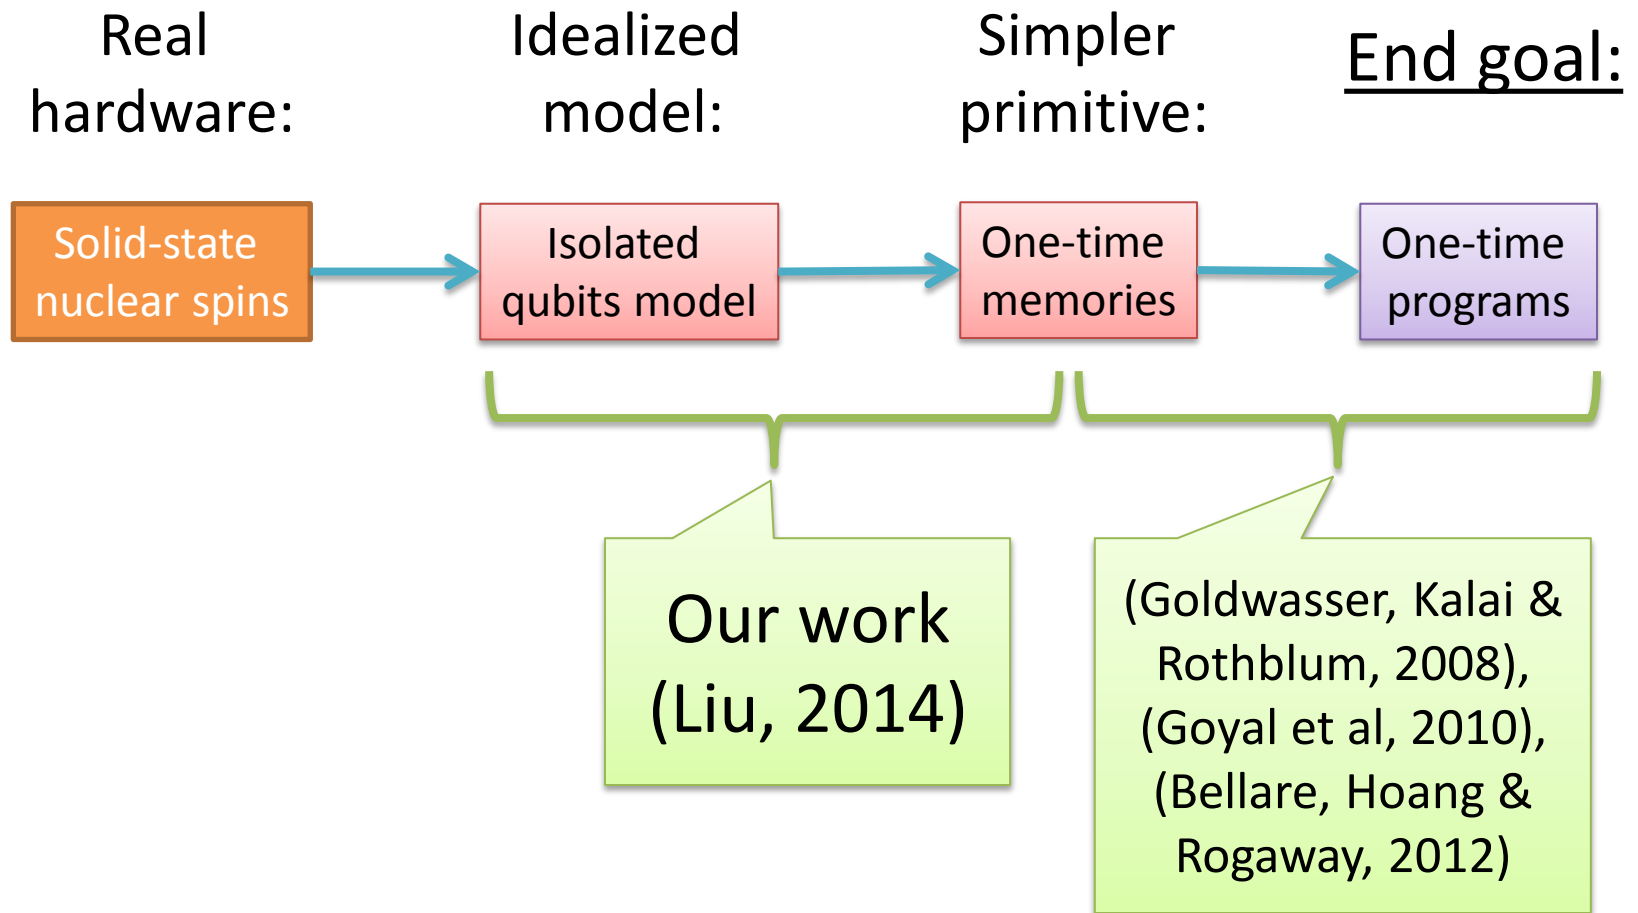 Real
hardware:
Idealized
model:
Simpler
primitive:
End goal:
Solid-state
nuclear spins
Isolated
qubits model
One-time
memories
One-time
programs
Our work
(Liu, 2014)
(Goldwasser, Kalai &
Rothblum, 2008),
(Goyal et al, 2010),
(Bellare, Hoang &
Rogaway, 2012)